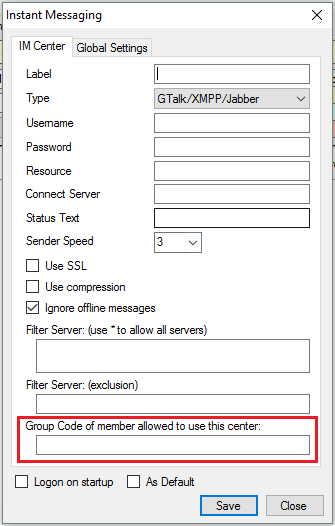 Instant Messaging
IM Center Global Settings
Label
Type GTalk/XMPP/Jabber
Username
Password
Resource
Connect Server
Status Text
Sender Speed 3
Use SSL
Use compression
Ignore offline messages
Filter Server: (use * to allow all servers)
Filter Server: (exclusion)
Group Code of member allowed to use this center:
Logon on startup As Default
Save Close